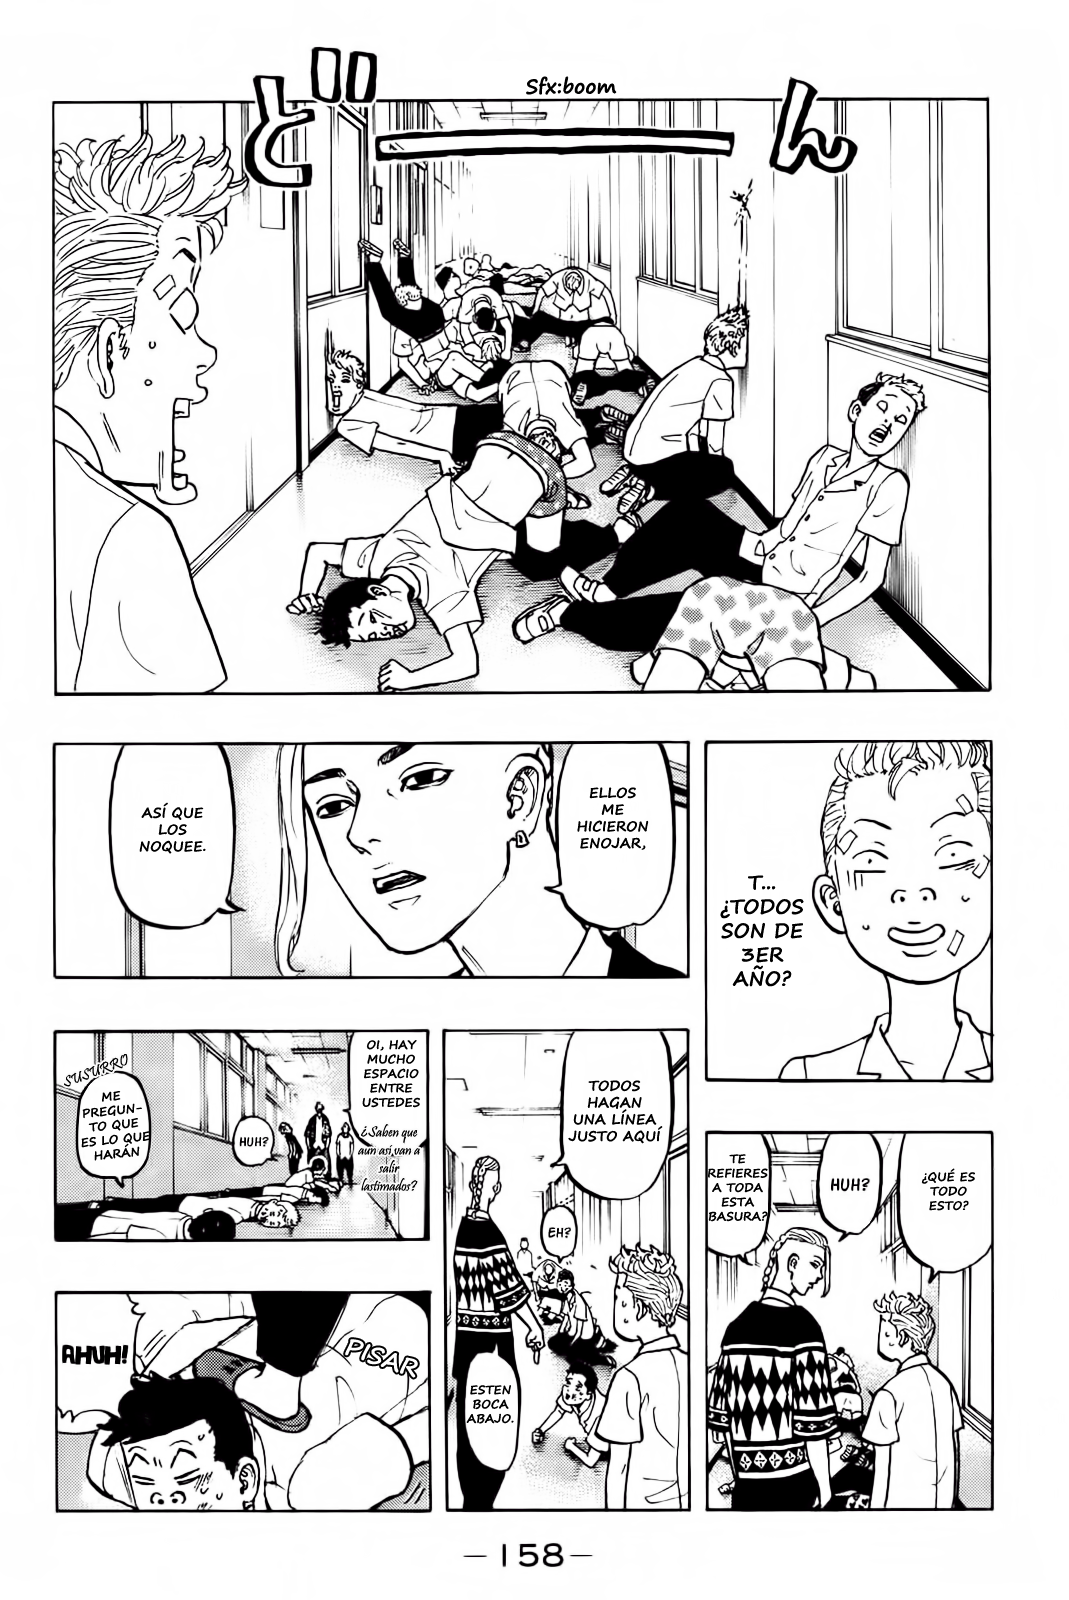 Sfx:boom
ど"ーん
T...
¿TODOS
SON DE
3ER
AÑO?
ELLOS
ME
HICIERON
ENOJAR,
ASÍ QUE
LOS
NOQUEE.
¿QUÉ ES
TODO
ESTO?
HUH?
TE
REFIERES
A TODA
ESTA
BASURA?
TODOS
HAGAN
UNA LÍNEA
JUSTO AQUÍ
EH?
ESTEN
BOCA
ABAJO.
OI, HAY
MUCHO
ESPACIO
ENTRE
USTEDES
¿Saben que
aun asi van a
salir
lastimados?
HUH?
SUSURRO
ME
PREGUN-
TO QUE
ES LO QUE
HARÁN
PISAR
AHUH!
—158—